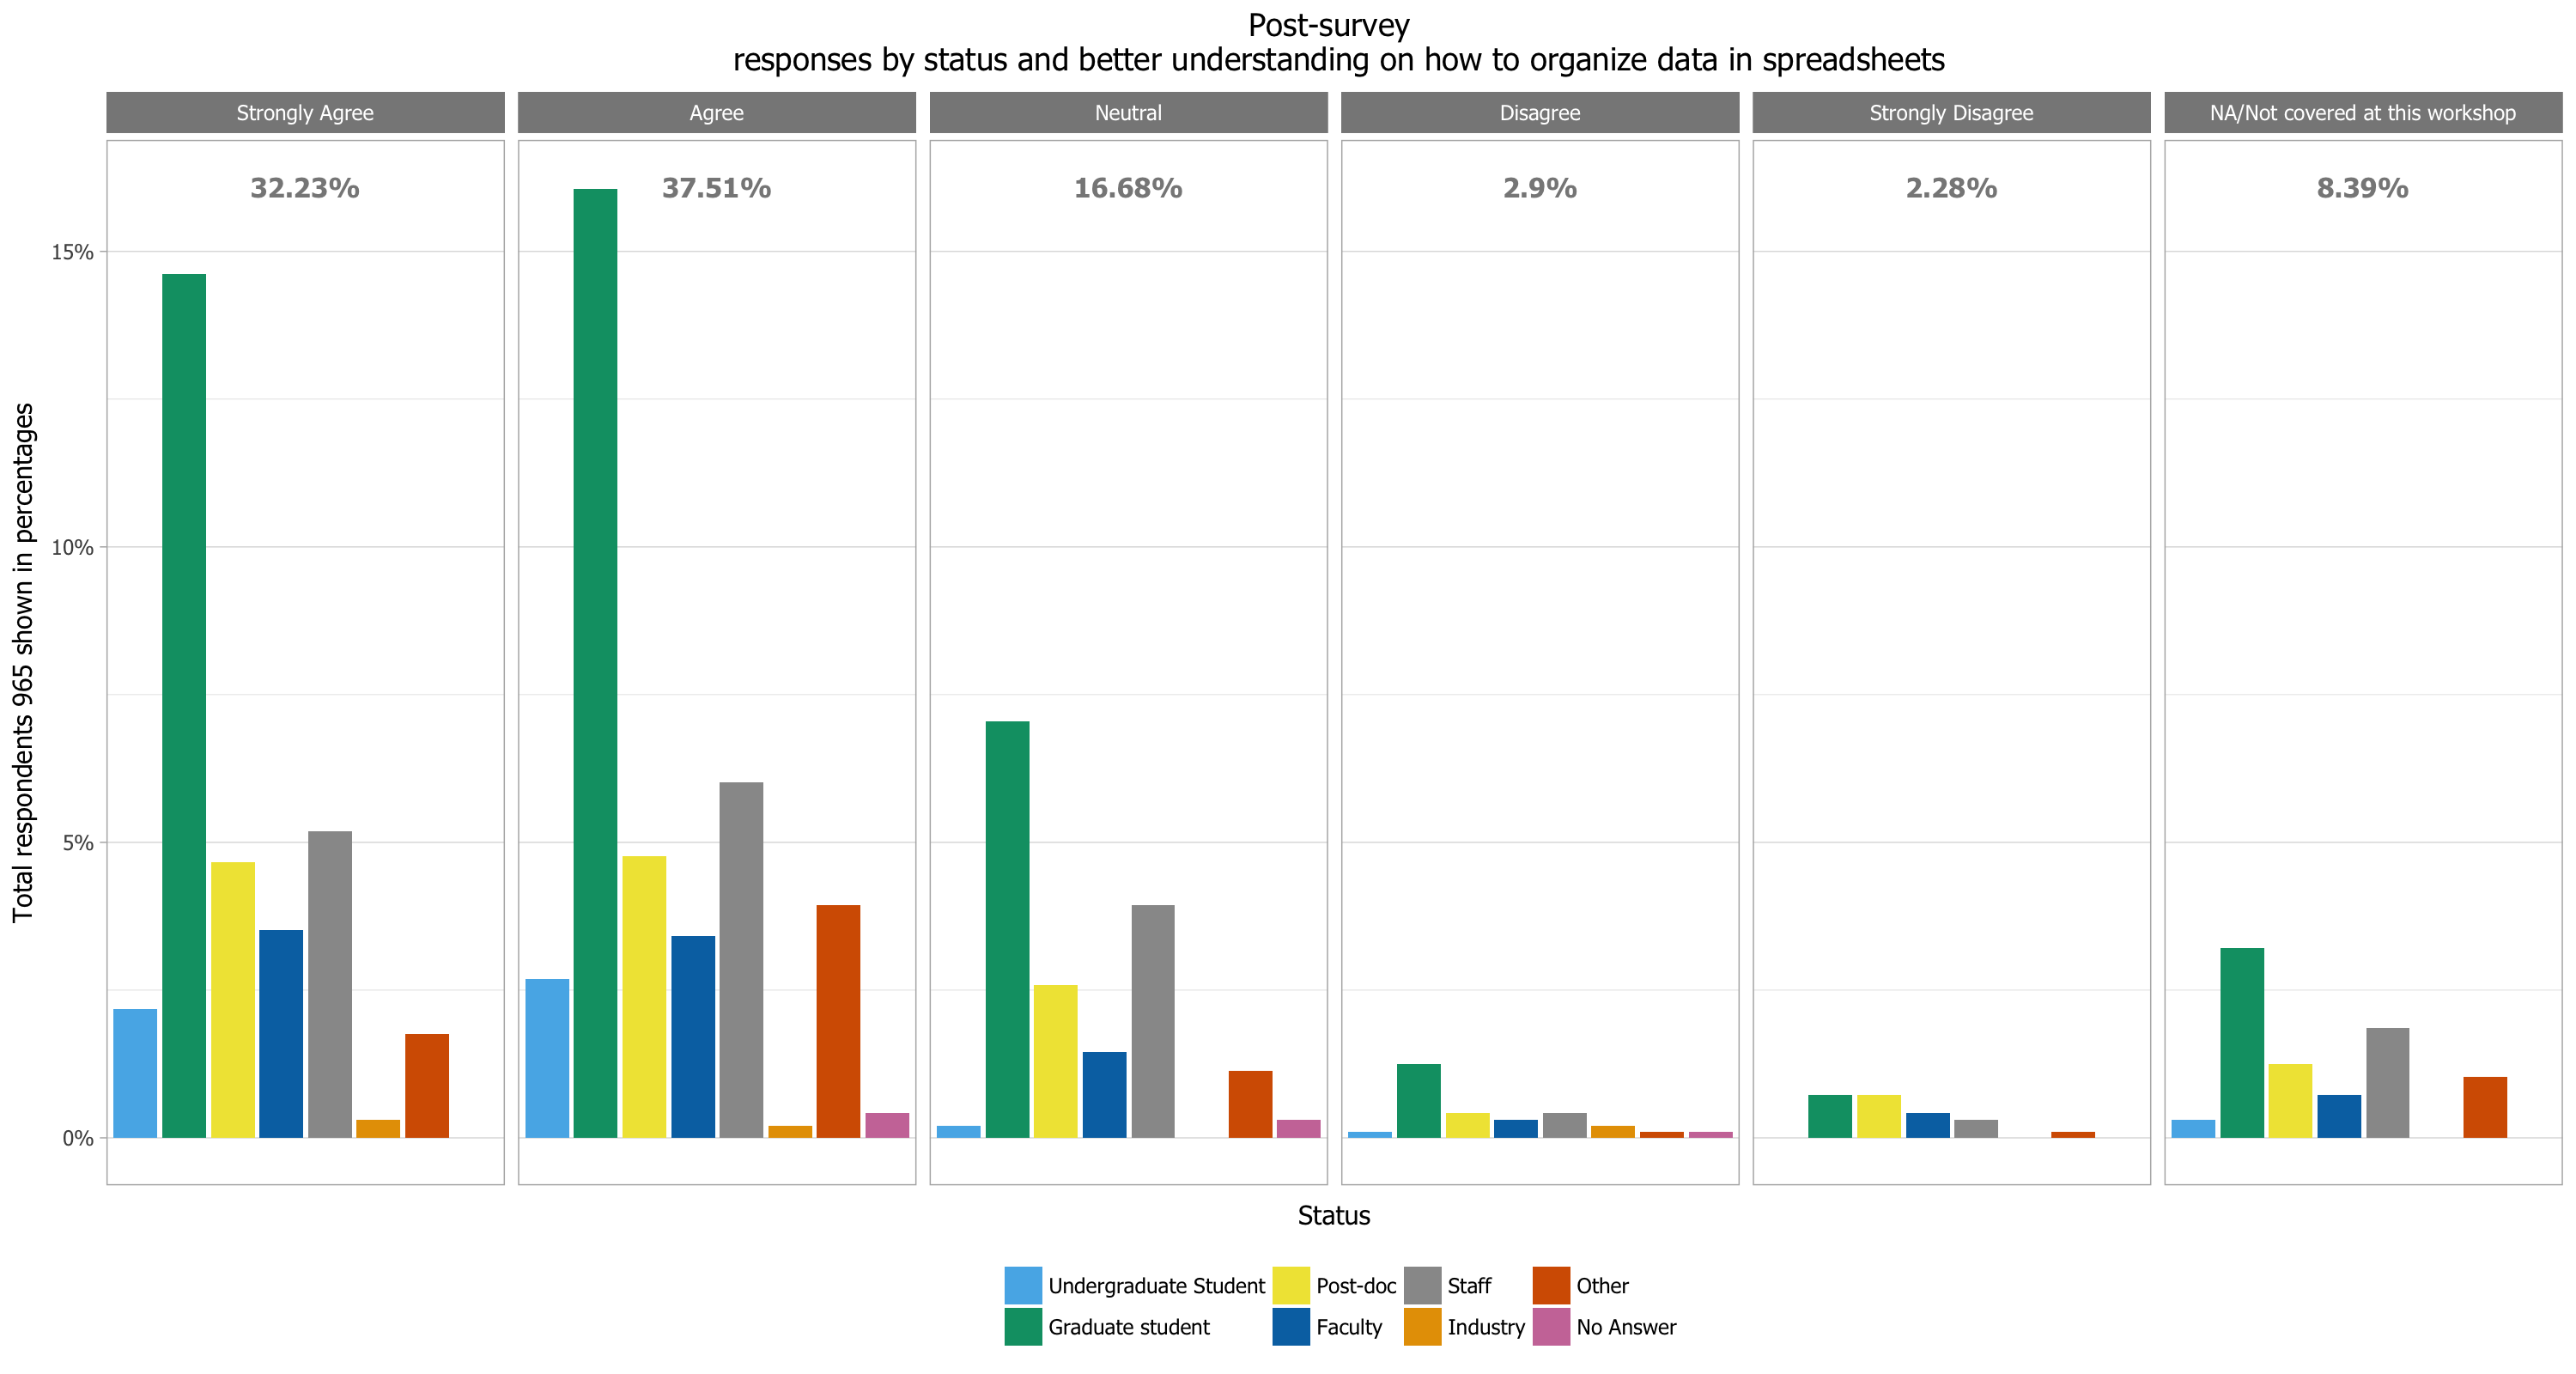 Post-survey
responses by status and better understanding on how to organize data in spreadsheets
Strongly Agree
Agree
Neutral
Disagree
Strongly Disagree
NA/Not covered at this workshop
32.23%
37.51%
16.68%
2.9%
2.28%
8.39%
15%
10%
5%
0%
Total respondents 965 shown in percentages
Status
Undergraduate Student
Post-doc
Staff
Other
Graduate student
Faculty
Industry
No Answer